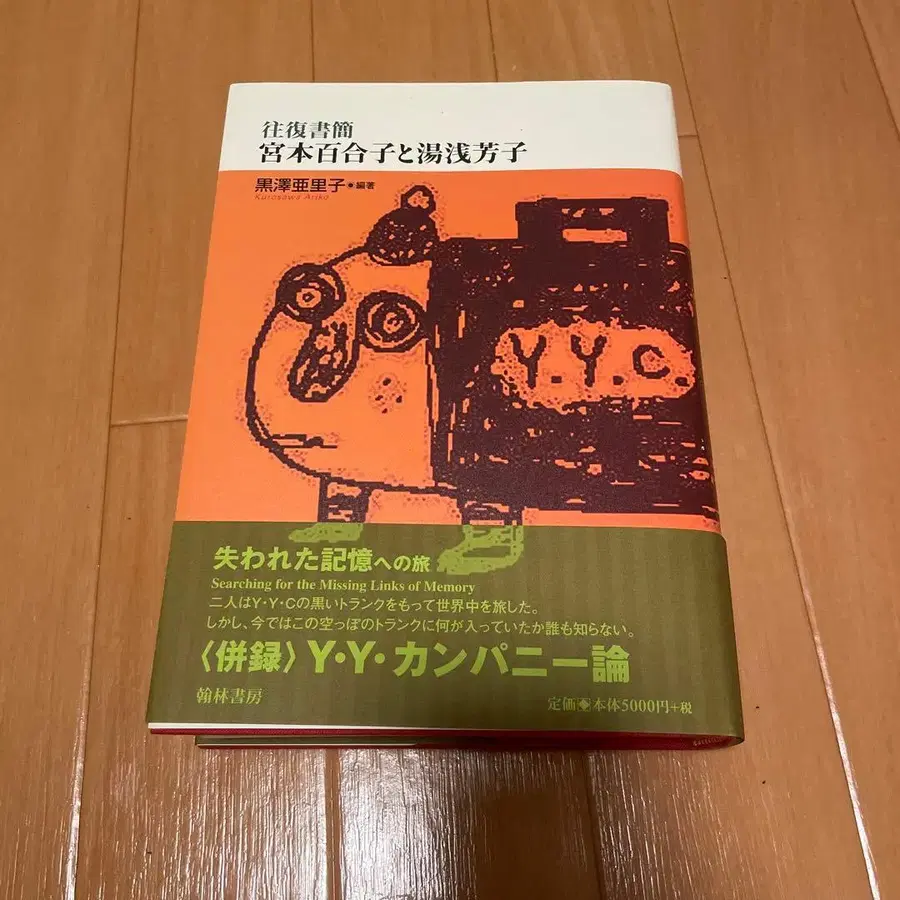 往復書簡
宮本百合子と湯浅芳子
黒澤亜里子●編著
Kurosawa Ariko
Y.Y.C.
失われた記憶への旅
Searching for the Missing Links of Memory
二人はY・Y・Cの黒いトランクをもって世界中を旅した。
しかし、今ではこの空っぽのトランクに何が入っていたか誰も知らない。
〈併録〉Y・Y・カンパニー論
翰林書房
定価◆本体5000円+税